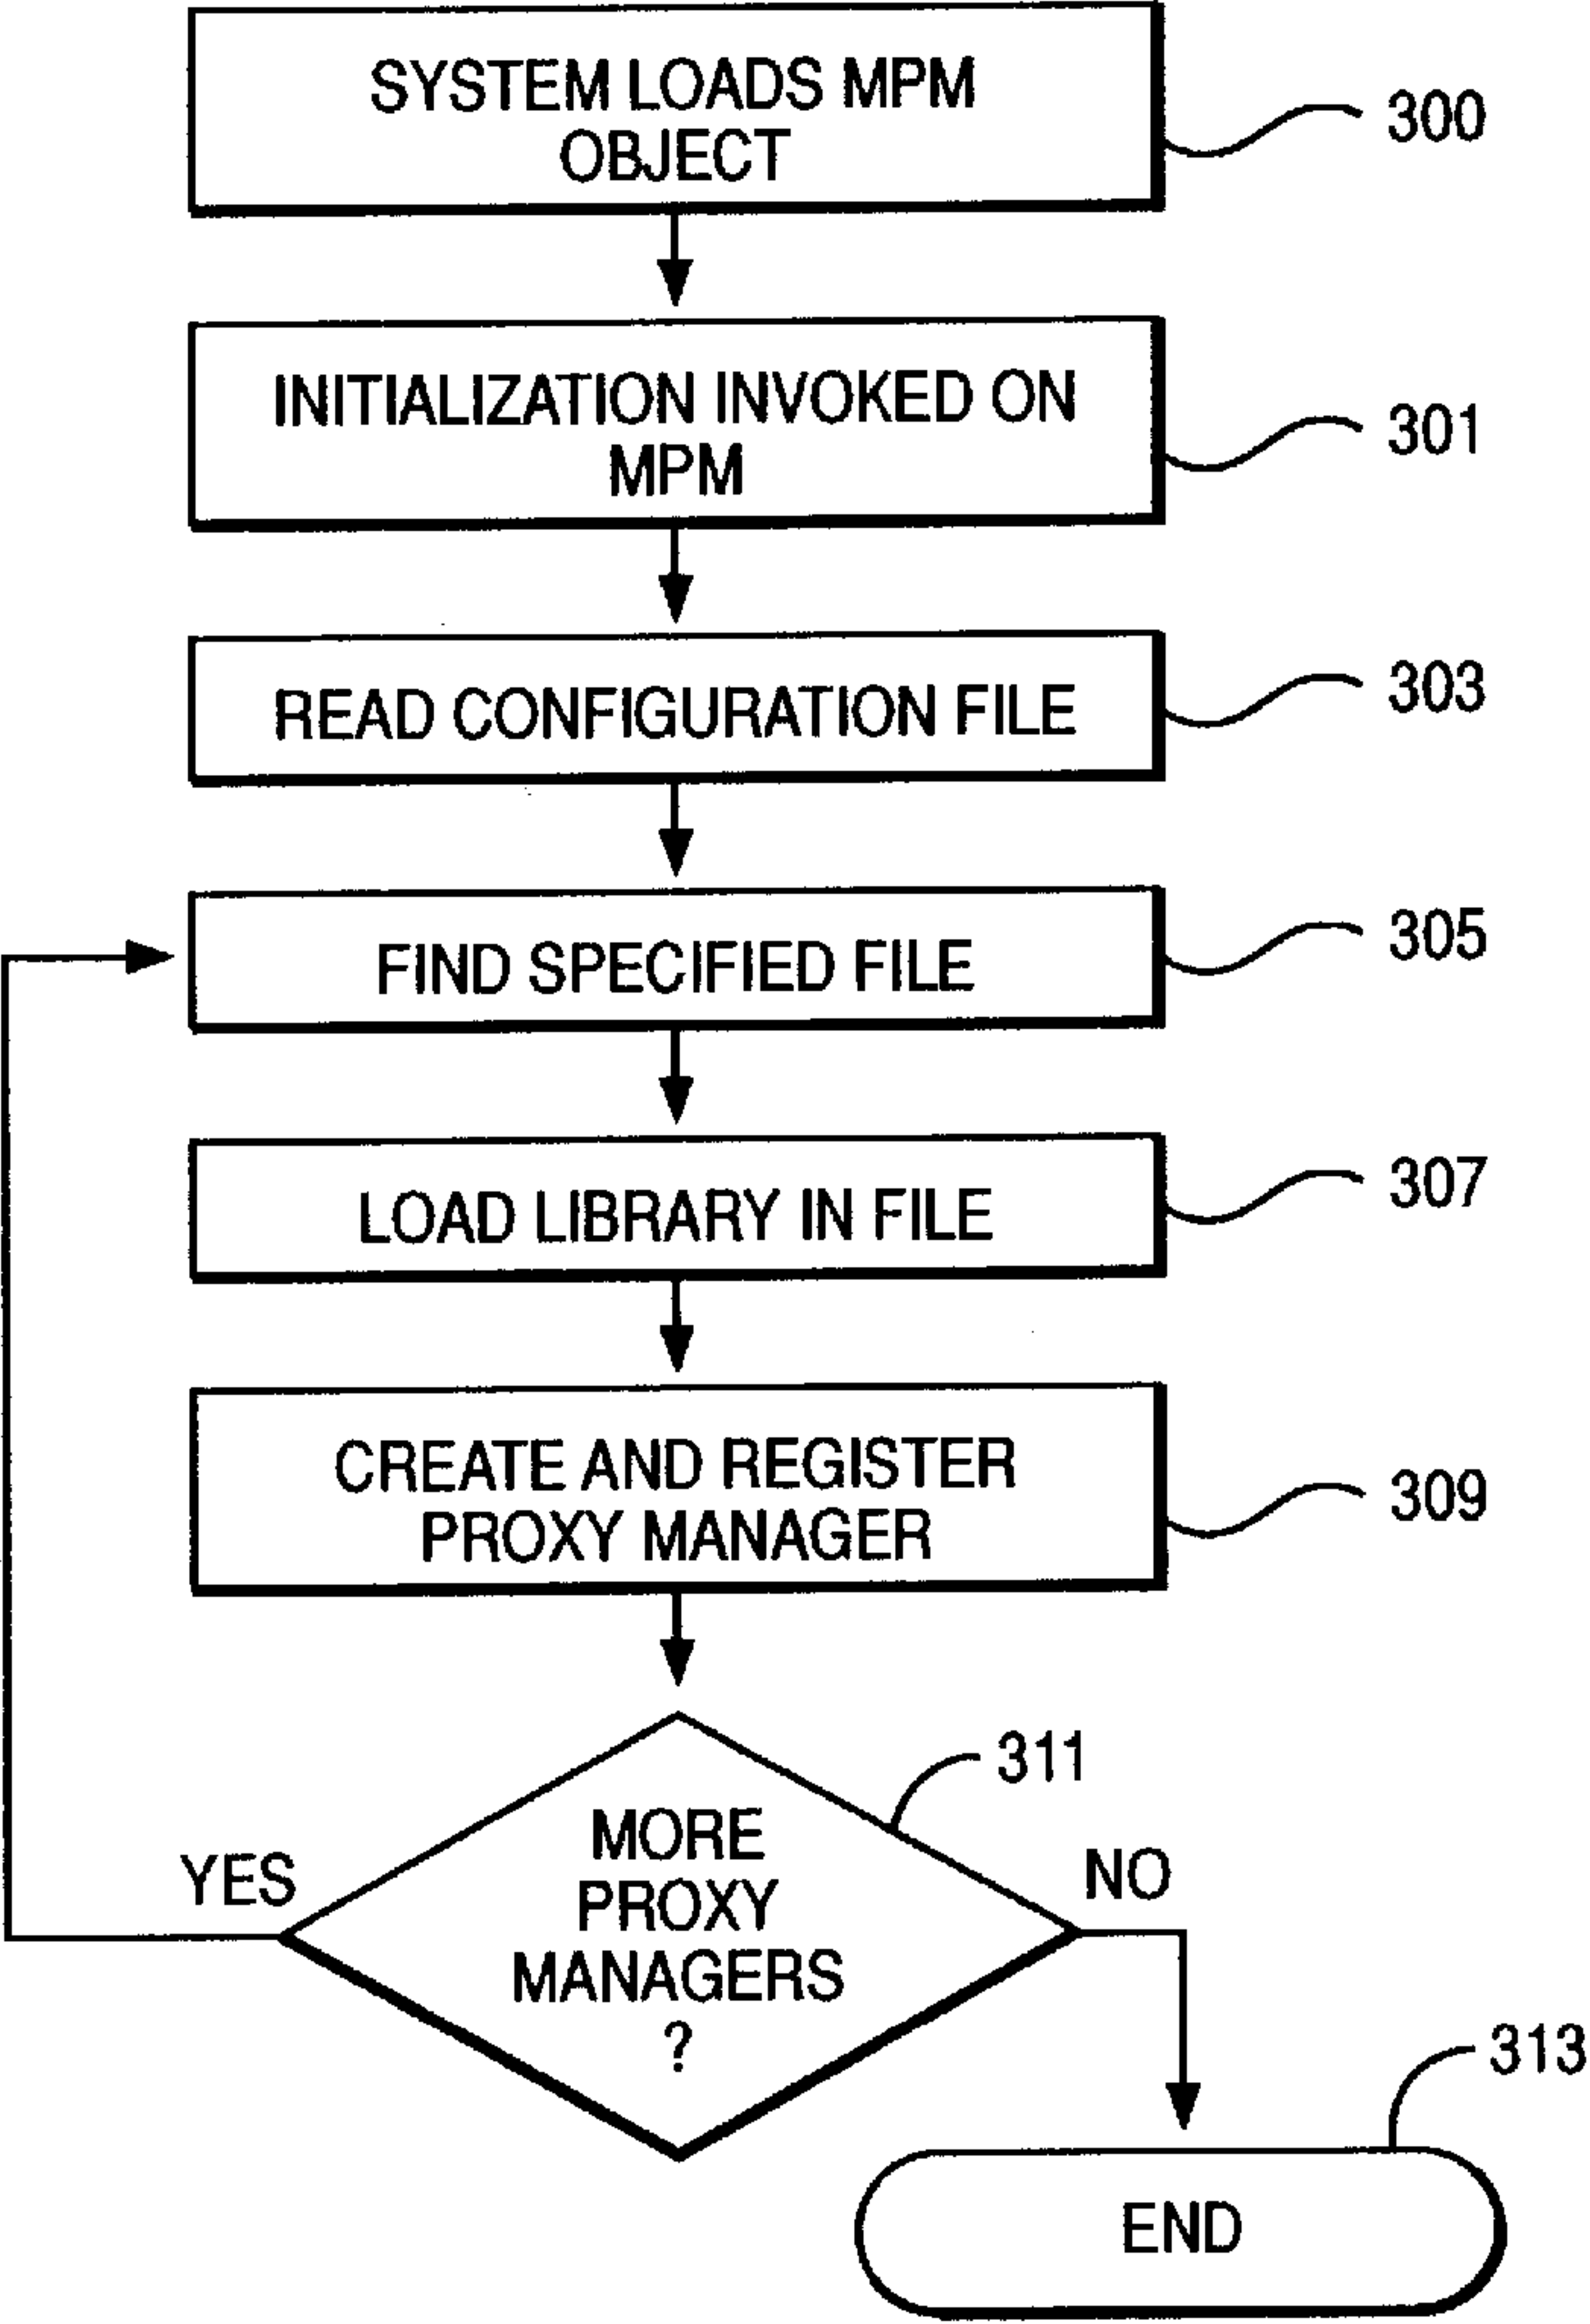 SYSTEM LOADS MPM
OBJECT
300
INITIALIZATION INVOKED ON
MPM
301
READ CONFIGURATION FILE
303
FIND SPECIFIED FILE
305
LOAD LIBRARY IN FILE
307
CREATE AND REGISTER
PROXY MANAGER
309
311
MORE
PROXY
MANAGERS
?
YES
NO
313
END